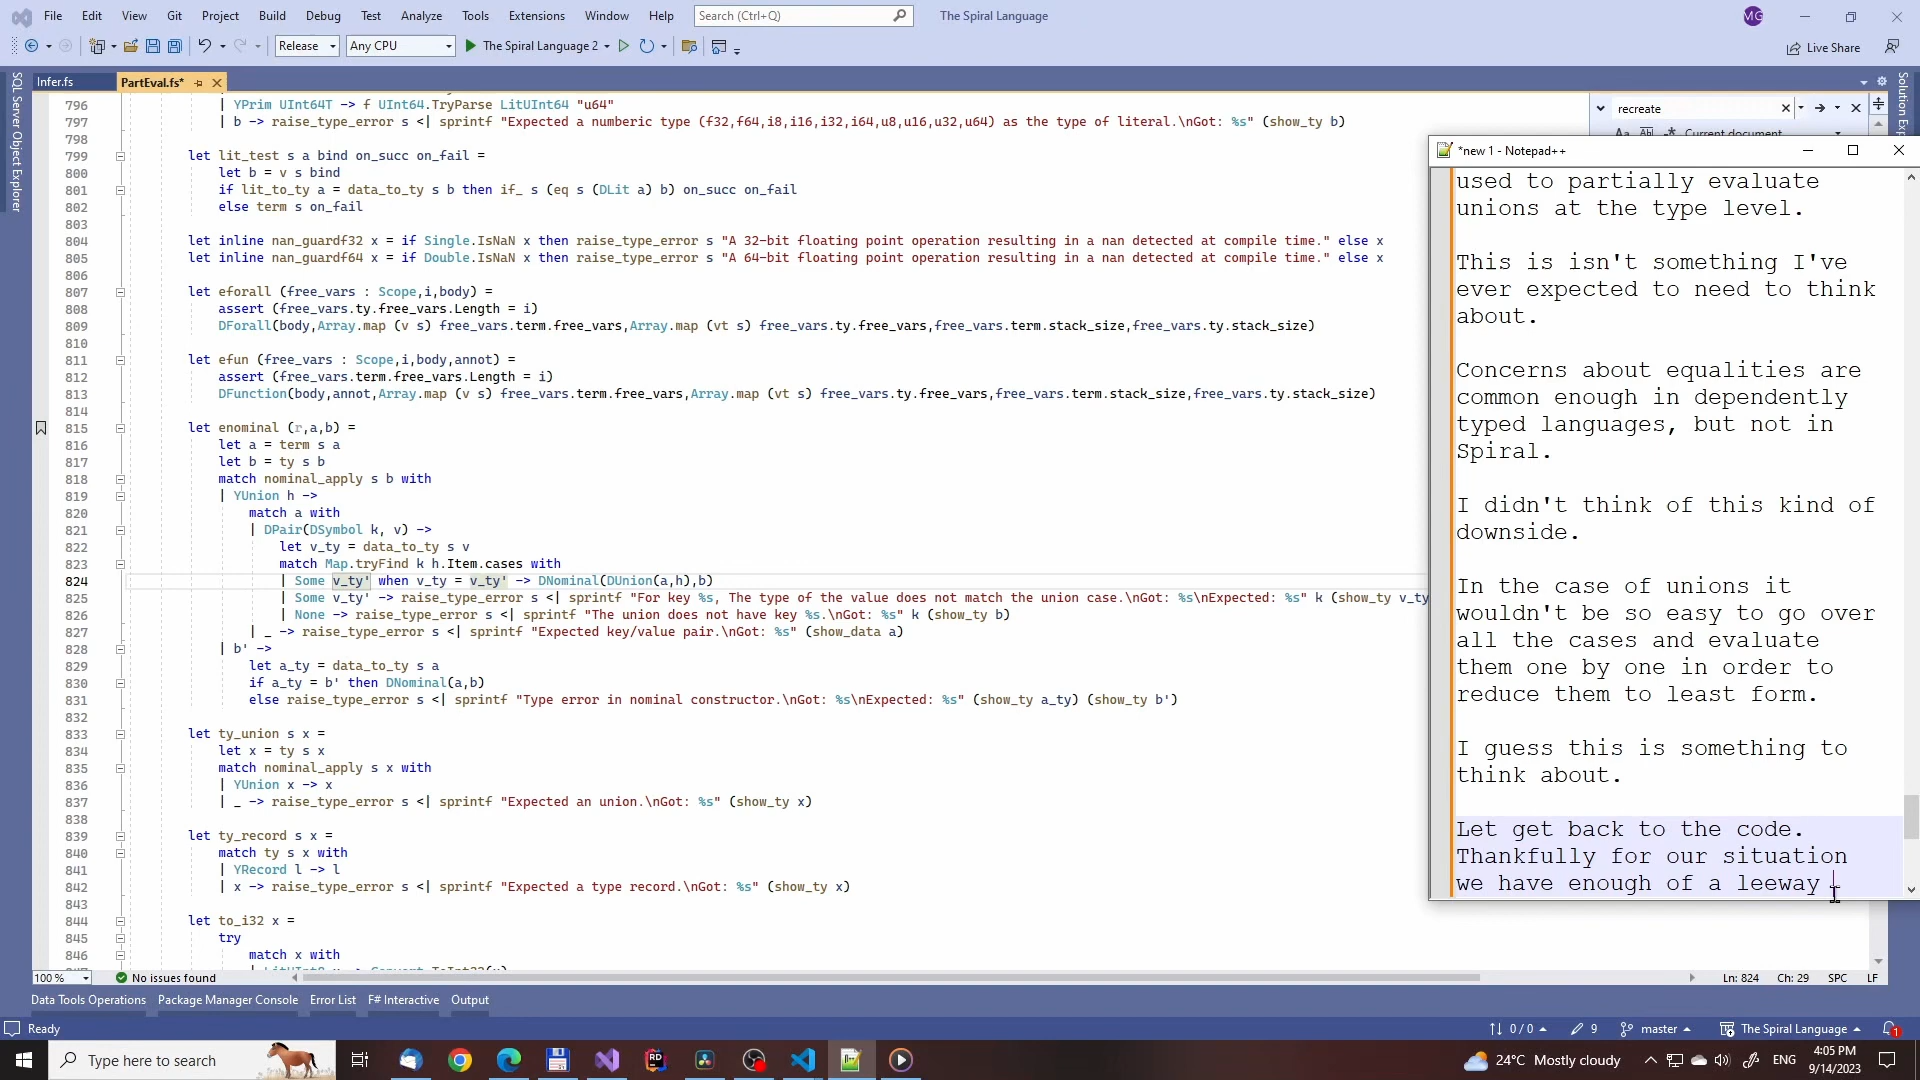 File Edit View Git Project Build Debug Test Analyze Tools Extensions Window Help Search (Ctrl+Q) The Spiral Language MG
Release Any CPU The Spiral Language 2 Live Share
Infer.fs PartEval.fs*
SQL Server Object Explorer
796 | YPrim UInt64T -> f UInt64.TryParse LitUInt64 "u64"
797 | b -> raise_type_error s <| sprintf "Expected a numberic type (f32,f64,i8,i16,i32,i64,u8,u16,u32,u64) as the type of literal.\nGot: %s" (show_ty b)
798
799 let lit_test s a bind on_succ on_fail =
800 let b = v s bind
801 if lit_to_ty a = data_to_ty s b then if_ s (eq s (DLit a) b) on_succ on_fail
802 else term s on_fail
803
804 let inline nan_guardf32 x = if Single.IsNaN x then raise_type_error s "A 32-bit floating point operation resulting in a nan detected at compile time." else x
805 let inline nan_guardf64 x = if Double.IsNaN x then raise_type_error s "A 64-bit floating point operation resulting in a nan detected at compile time." else x
806
807 let eforall (free_vars : Scope,i,body) =
808 assert (free_vars.ty.free_vars.Length = i)
809 DForall(body,Array.map (v s) free_vars.term.free_vars,Array.map (vt s) free_vars.ty.free_vars,free_vars.term.stack_size,free_vars.ty.stack_size)
810
811 let efun (free_vars : Scope,i,body,annot) =
812 assert (free_vars.term.free_vars.Length = i)
813 DFunction(body,annot,Array.map (v s) free_vars.term.free_vars,Array.map (vt s) free_vars.ty.free_vars,free_vars.term.stack_size,free_vars.ty.stack_size)
814
815 let enominal (r,a,b) =
816 let a = term s a
817 let b = ty s b
818 match nominal_apply s b with
819 | YUnion h ->
820 match a with
821 | DPair(DSymbol k, v) ->
822 let v_ty = data_to_ty s v
823 match Map.tryFind k h.Item.cases with
824 | Some v_ty' when v_ty = v_ty' -> DNominal(DUnion(a,h),b)
825 | Some v_ty' -> raise_type_error s <| sprintf "For key %s, The type of the value does not match the union case.\nGot: %s\nExpected: %s" k (show_ty v_ty
826 | None -> raise_type_error s <| sprintf "The union does not have key %s.\nGot: %s" k (show_ty b)
827 | _ -> raise_type_error s <| sprintf "Expected key/value pair.\nGot: %s" (show_data a)
828 | b' ->
829 let a_ty = data_to_ty s a
830 if a_ty = b' then DNominal(a,b)
831 else raise_type_error s <| sprintf "Type error in nominal constructor.\nGot: %s\nExpected: %s" (show_ty a_ty) (show_ty b')
832
833 let ty_union s x =
834 let x = ty s x
835 match nominal_apply s x with
836 | YUnion x -> x
837 | _ -> raise_type_error s <| sprintf "Expected an union.\nGot: %s" (show_ty x)
838
839 let ty_record s x =
840 match ty s x with
841 | YRecord l -> l
842 | x -> raise_type_error s <| sprintf "Expected a type record.\nGot: %s" (show_ty x)
843
844 let to_i32 x =
845 try
846 match x with
recreate
Current document
Solution Exp
*new 1 - Notepad++
used to partially evaluate
unions at the type level.
This is isn't something I've
ever expected to need to think
about.
Concerns about equalities are
common enough in dependently
typed languages, but not in
Spiral.
I didn't think of this kind of
downside.
In the case of unions it
wouldn't be so easy to go over
all the cases and evaluate
them one by one in order to
reduce them to least form.
I guess this is something to
think about.
Let get back to the code.
Thankfully for our situation
we have enough of a leeway
100 % No issues found Ln: 824 Ch: 29 SPC LF
Data Tools Operations Package Manager Console Error List F# Interactive Output
Ready 0 / 0 9 master The Spiral Language 1
Type here to search 24°C Mostly cloudy ENG 4:05 PM
9/14/2023